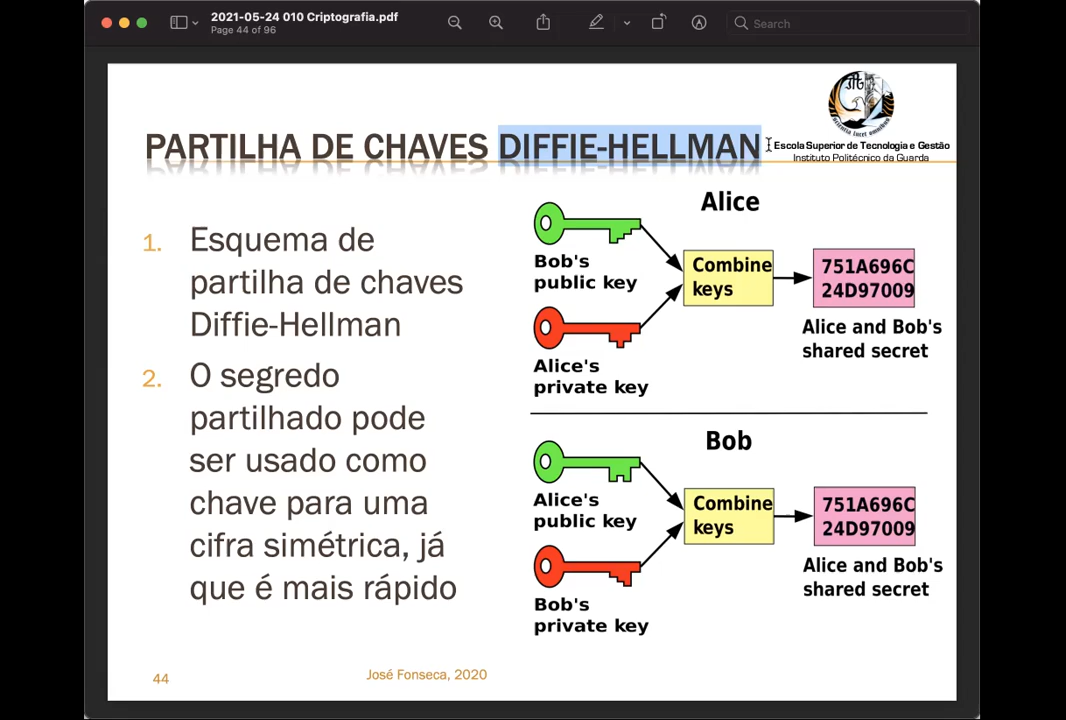 2021-05-24 010 Criptografia.pdf
Page 44 of 96
Search
PARTILHA DE CHAVES DIFFIE-HELLMAN
Escola Superior de Tecnologia e Gestão
Instituto Politécnico da Guarda
1. Esquema de
partilha de chaves
Diffie-Hellman
2. O segredo
partilhado pode
ser usado como
chave para uma
cifra simétrica, já
que é mais rápido
Alice
Bob's
public key
Combine
keys
751A696C
24D97009
Alice and Bob's
shared secret
Alice's
private key
Bob
Alice's
public key
Combine
keys
751A696C
24D97009
Alice and Bob's
shared secret
Bob's
private key
44
José Fonseca, 2020